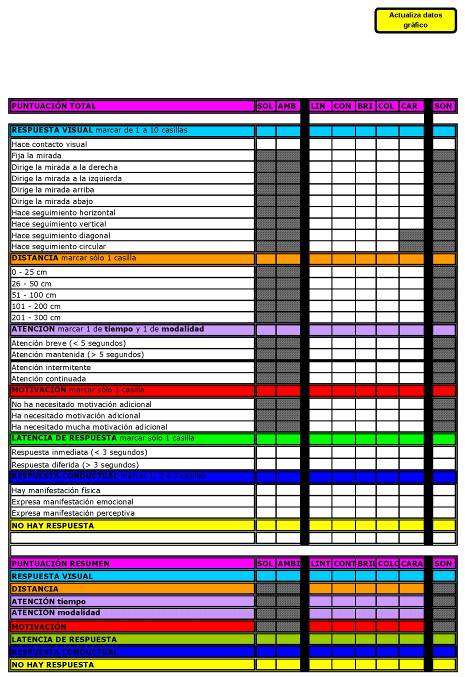 Actualiza datos
gráfico
PUNTUACIÓN TOTAL SOL AMB LIN CON BRI COL CAR SON
RESPUESTA VISUAL marcar de 1 a 10 casillas
Hace contacto visual
Fija la mirada
Dirige la mirada a la derecha
Dirige la mirada a la izquierda
Dirige la mirada arriba
Dirige la mirada abajo
Hace seguimiento horizontal
Hace seguimiento vertical
Hace seguimiento diagonal
Hace seguimiento circular
DISTANCIA marcar sólo 1 casilla
0 - 25 cm
26 - 50 cm
51 - 100 cm
101 - 200 cm
201 - 300 cm
ATENCIÓN marcar 1 de tiempo y 1 de modalidad
Atención breve (< 5 segundos)
Atención mantenida (> 5 segundos)
Atención intermitente
Atención continuada
MOTIVACIÓN marcar sólo 1 casilla
No ha necesitado motivación adicional
Ha necesitado motivación adicional
Ha necesitado mucha motivación adicional
LATENCIA DE RESPUESTA marcar sólo 1 casilla
Respuesta inmediata (< 3 segundos)
Respuesta diferida (> 3 segundos)
RESPUESTA CONDUCTUAL marcar 1, 2 ó 3 casillas
Hay manifestación física
Expresa manifestación emocional
Expresa manifestación perceptiva
NO HAY RESPUESTA
PUNTUACIÓN RESUMEN SOL AMBI LINT CONT BRIL COLO CARA SON
RESPUESTA VISUAL
DISTANCIA
ATENCIÓN tiempo
ATENCIÓN modalidad
MOTIVACIÓN
LATENCIA DE RESPUESTA
RESPUESTA CONDUCTUAL
NO HAY RESPUESTA